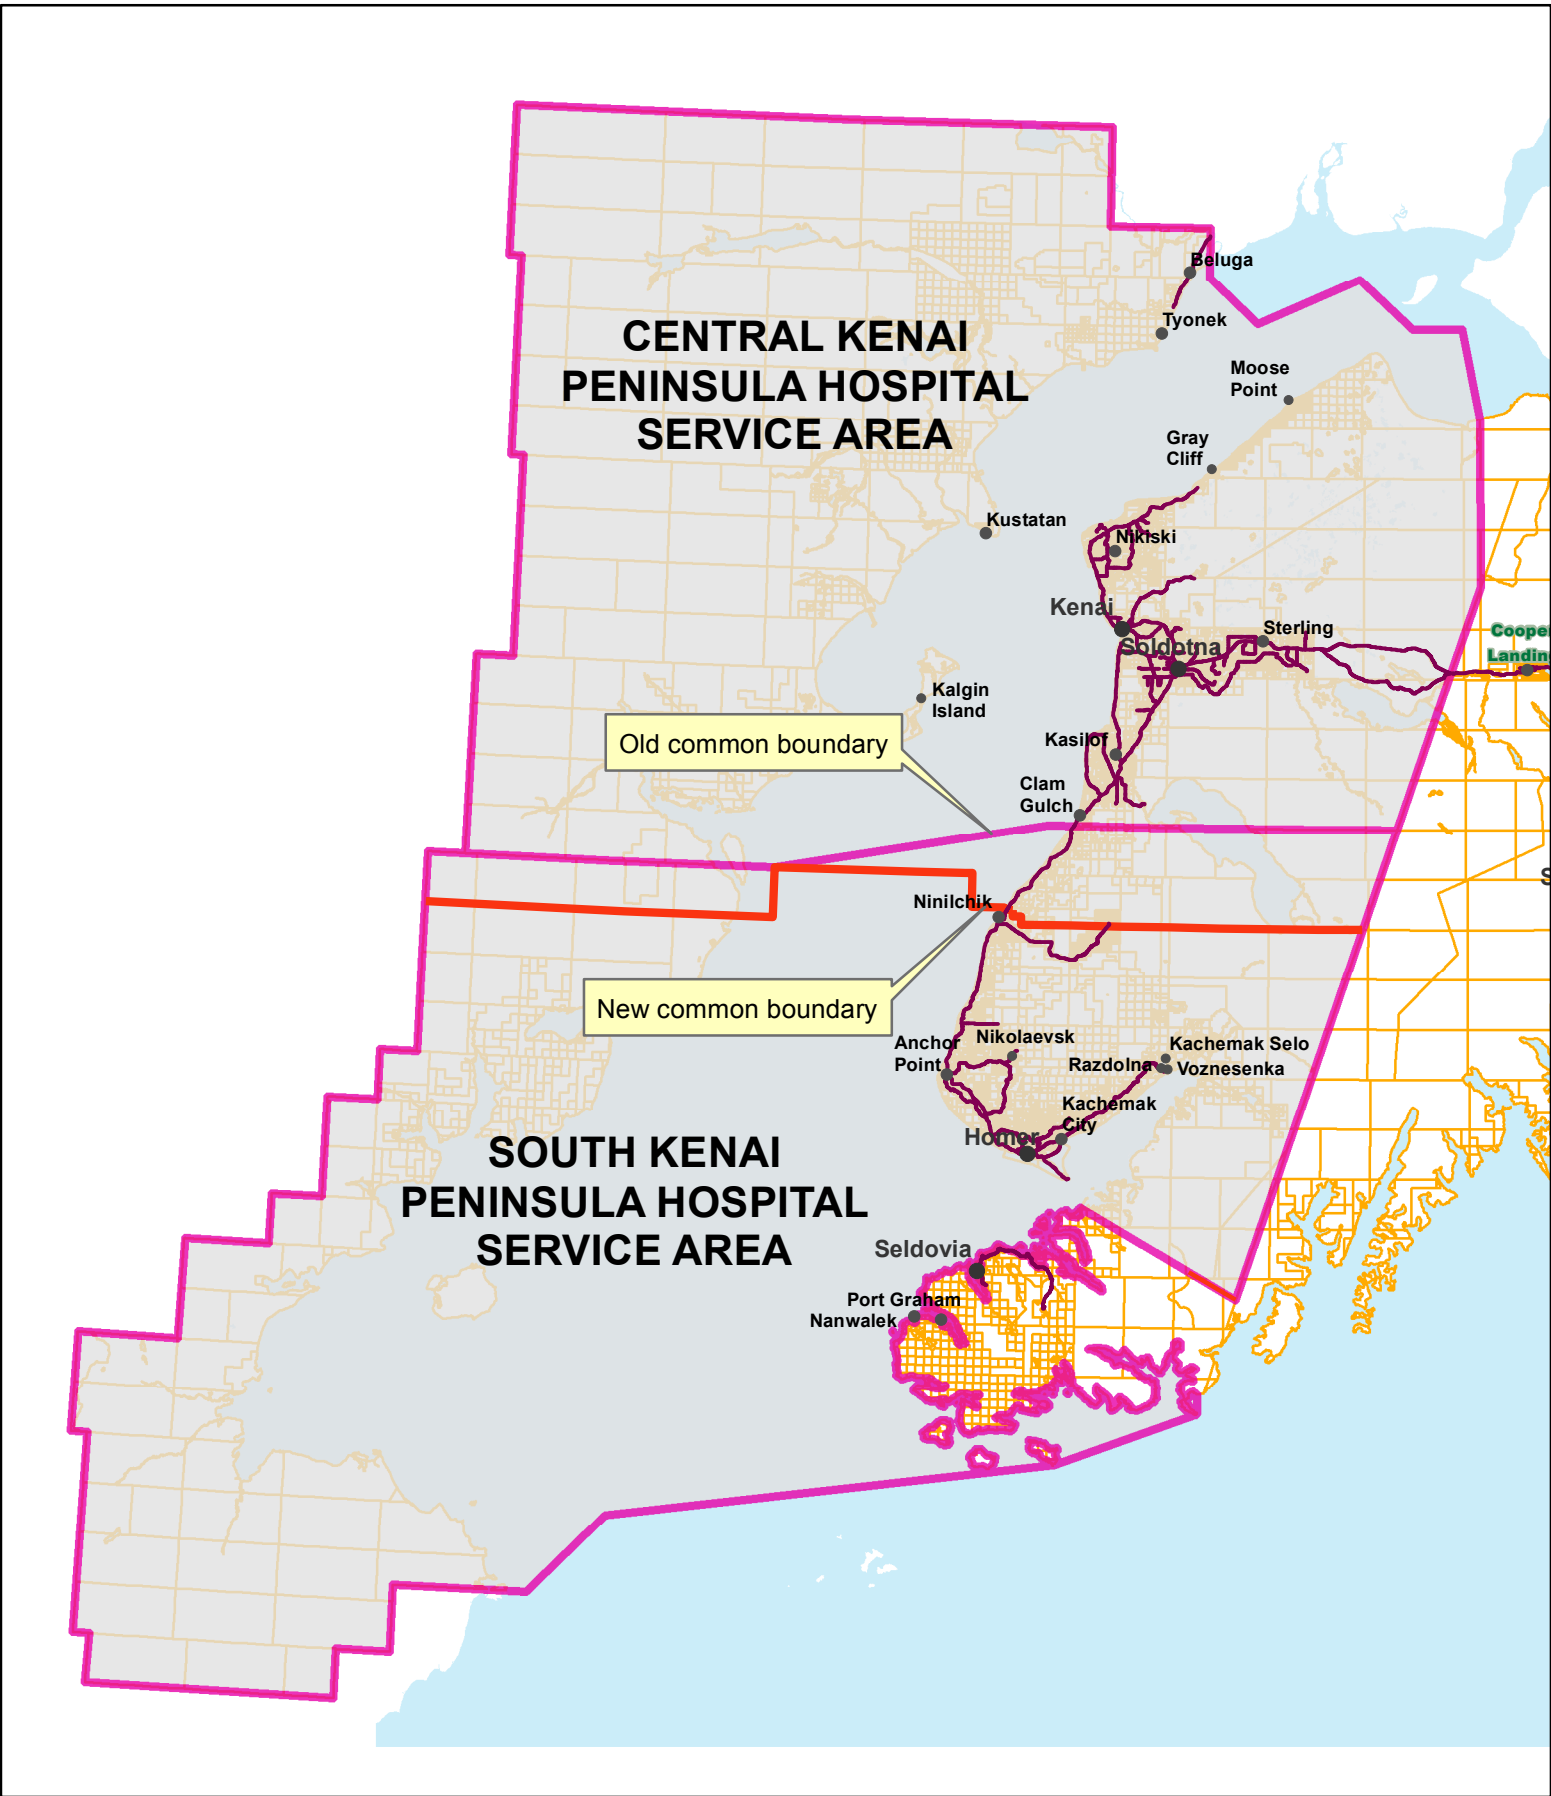 Beluga
Tyonek
CENTRAL KENAI
PENINSULA HOSPITAL
SERVICE AREA
Moose
Point
Gray
Cliff
Kustatan
Nikiski
Kenai
Sterling
Soldotna
Cooper
Landing
Kalgin
Island
Old common boundary
Kasilof
Clam
Gulch
S
Ninilchik
New common boundary
Anchor
Point
Nikolaevsk
Kachemak Selo
Razdolna
Voznesenka
Kachemak
City
Homer
SOUTH KENAI
PENINSULA HOSPITAL
SERVICE AREA
Seldovia
Port Graham
Nanwalek